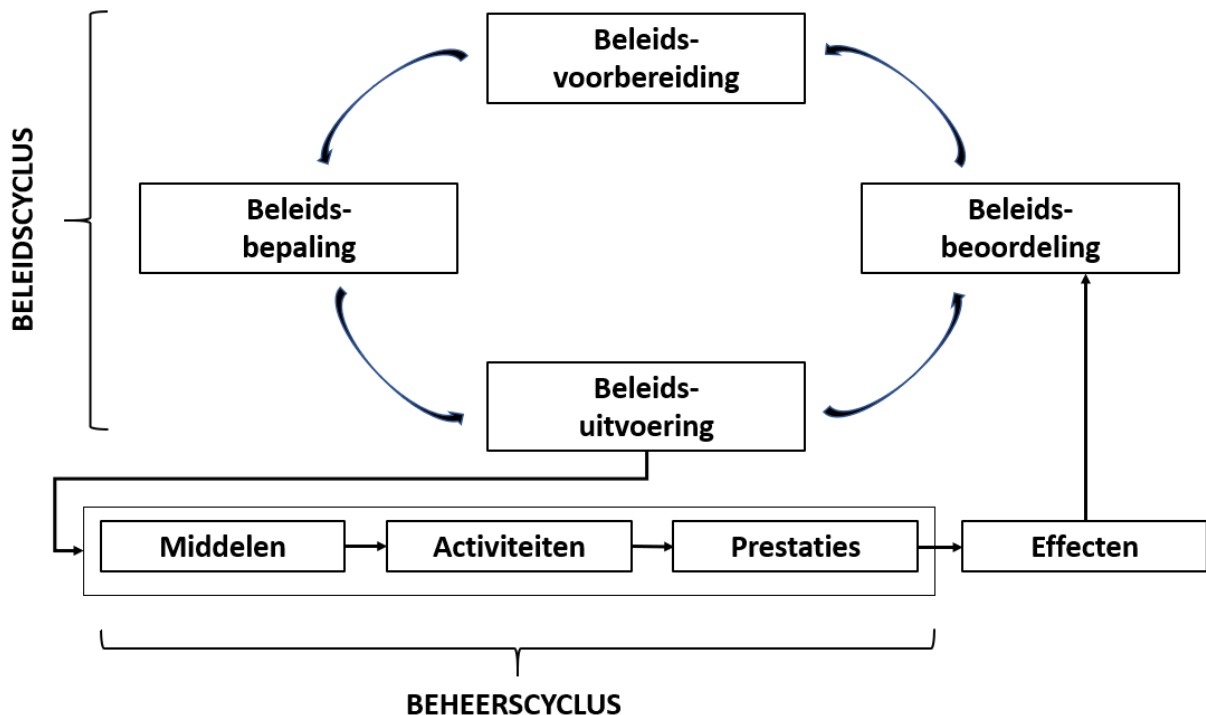 BELEIDSCYCLUS
Beleids-
voorbereiding
Beleids-
bepaling
Beleids-
beoordeling
Beleids-
uitvoering
Middelen
Activiteiten
Prestaties
Effecten
BEHEERSCYCLUS